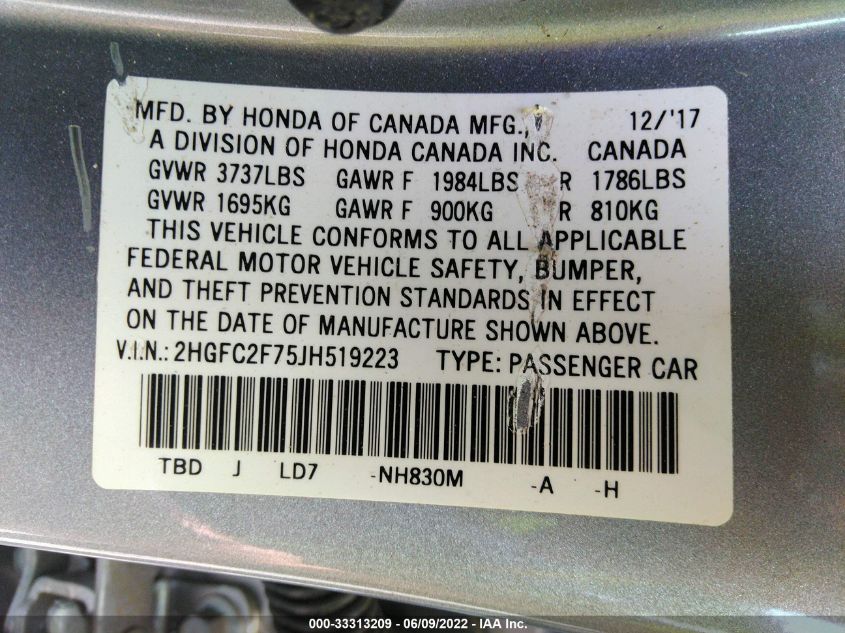 MFD. BY HONDA OF CANADA MFG., 12/'17
A DIVISION OF HONDA CANADA INC. CANADA
GVWR 3737LBS GAWR F 1984LBS R 1786LBS
GVWR 1695KG GAWR F 900KG R 810KG
THIS VEHICLE CONFORMS TO ALL APPLICABLE
FEDERAL MOTOR VEHICLE SAFETY, BUMPER,
AND THEFT PREVENTION STANDARDS IN EFFECT
ON THE DATE OF MANUFACTURE SHOWN ABOVE.
V.I.N.: 2HGFC2F75JH519223 TYPE: PASSENGER CAR
TBD J LD7 -NH830M -A -H
000-33313209 - 06/09/2022 - IAA Inc.